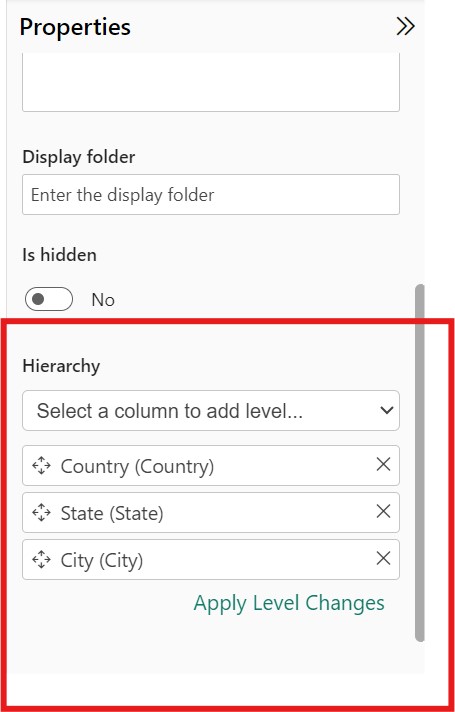 Properties
Display folder
Enter the display folder
Is hidden
No
Hierarchy
Select a column to add level...
Country (Country)
State (State)
City (City)
Apply Level Changes